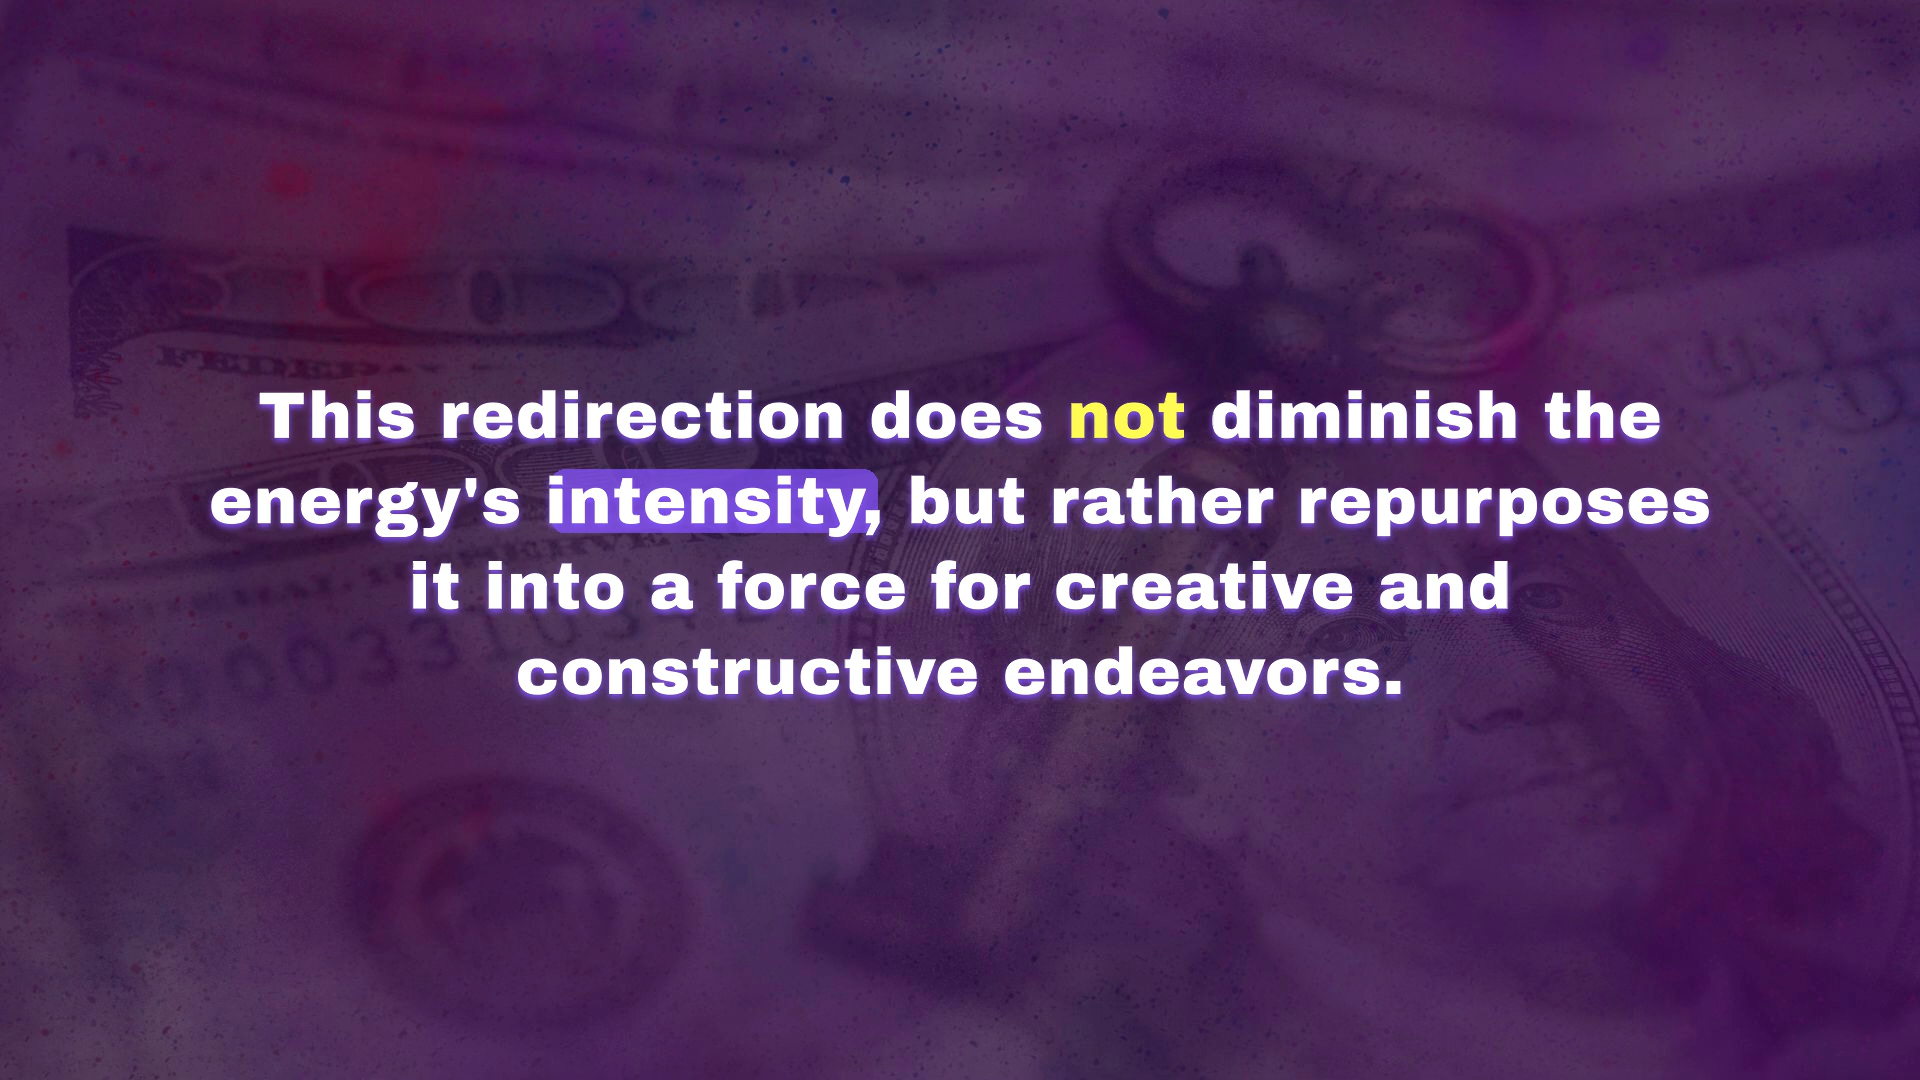 This redirection does not diminish the
energy's intensity, but rather repurposes
it into a force for creative and
constructive endeavors.